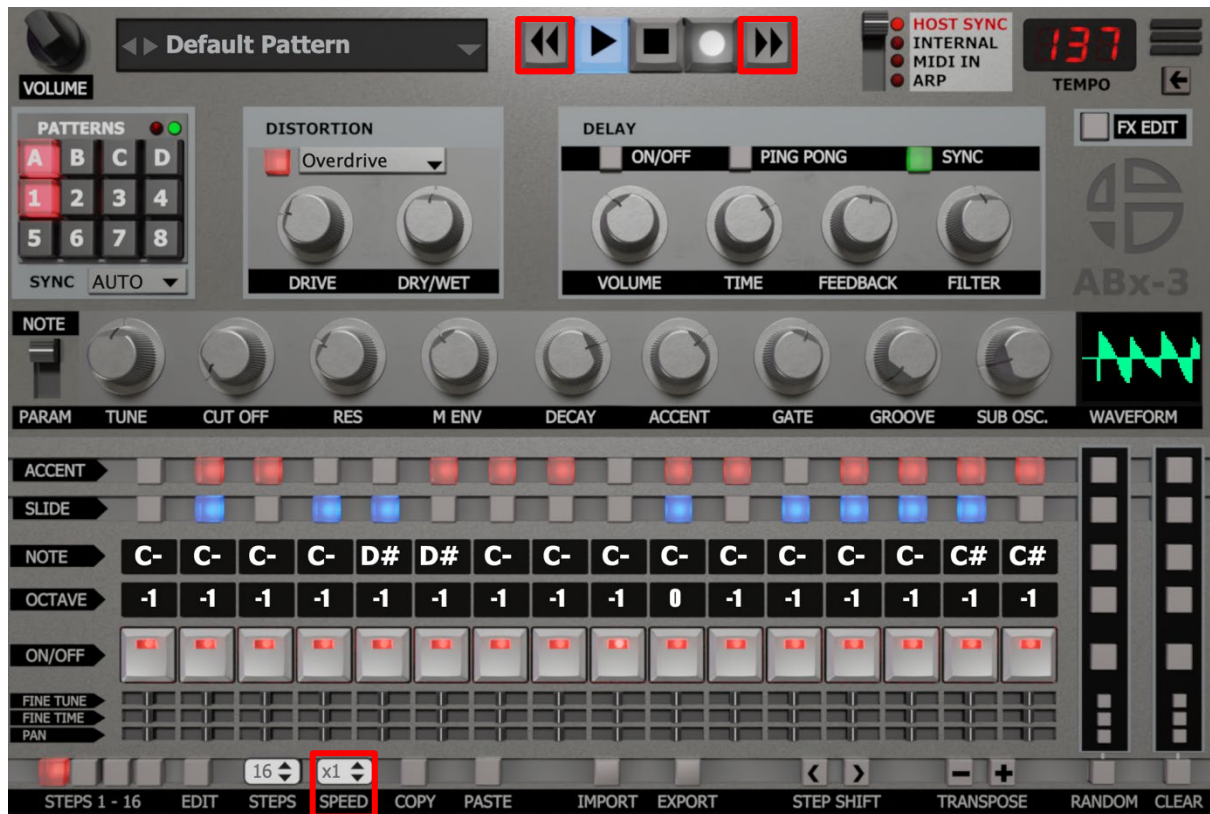 Default Pattern
HOST SYNC
INTERNAL
MIDI IN
ARP
137
TEMPO
VOLUME
PATTERNS
A B C D
1 2 3 4
5 6 7 8
SYNC AUTO
DISTORTION
Overdrive
DRIVE DRY/WET
DELAY
ON/OFF PING PONG SYNC
VOLUME TIME FEEDBACK FILTER
FX EDIT
ABx-3
NOTE
PARAM TUNE CUT OFF RES M ENV DECAY ACCENT GATE GROOVE SUB OSC. WAVEFORM
ACCENT
SLIDE
NOTE C- C- C- C- D# D# C- C- C- C- C- C- C- C- C# C#
OCTAVE -1 -1 -1 -1 -1 -1 -1 -1 -1 0 -1 -1 -1 -1 -1 -1
ON/OFF
FINE TUNE
FINE TIME
PAN
16 x1
STEPS 1 - 16 EDIT STEPS SPEED COPY PASTE IMPORT EXPORT STEP SHIFT TRANSPOSE RANDOM CLEAR